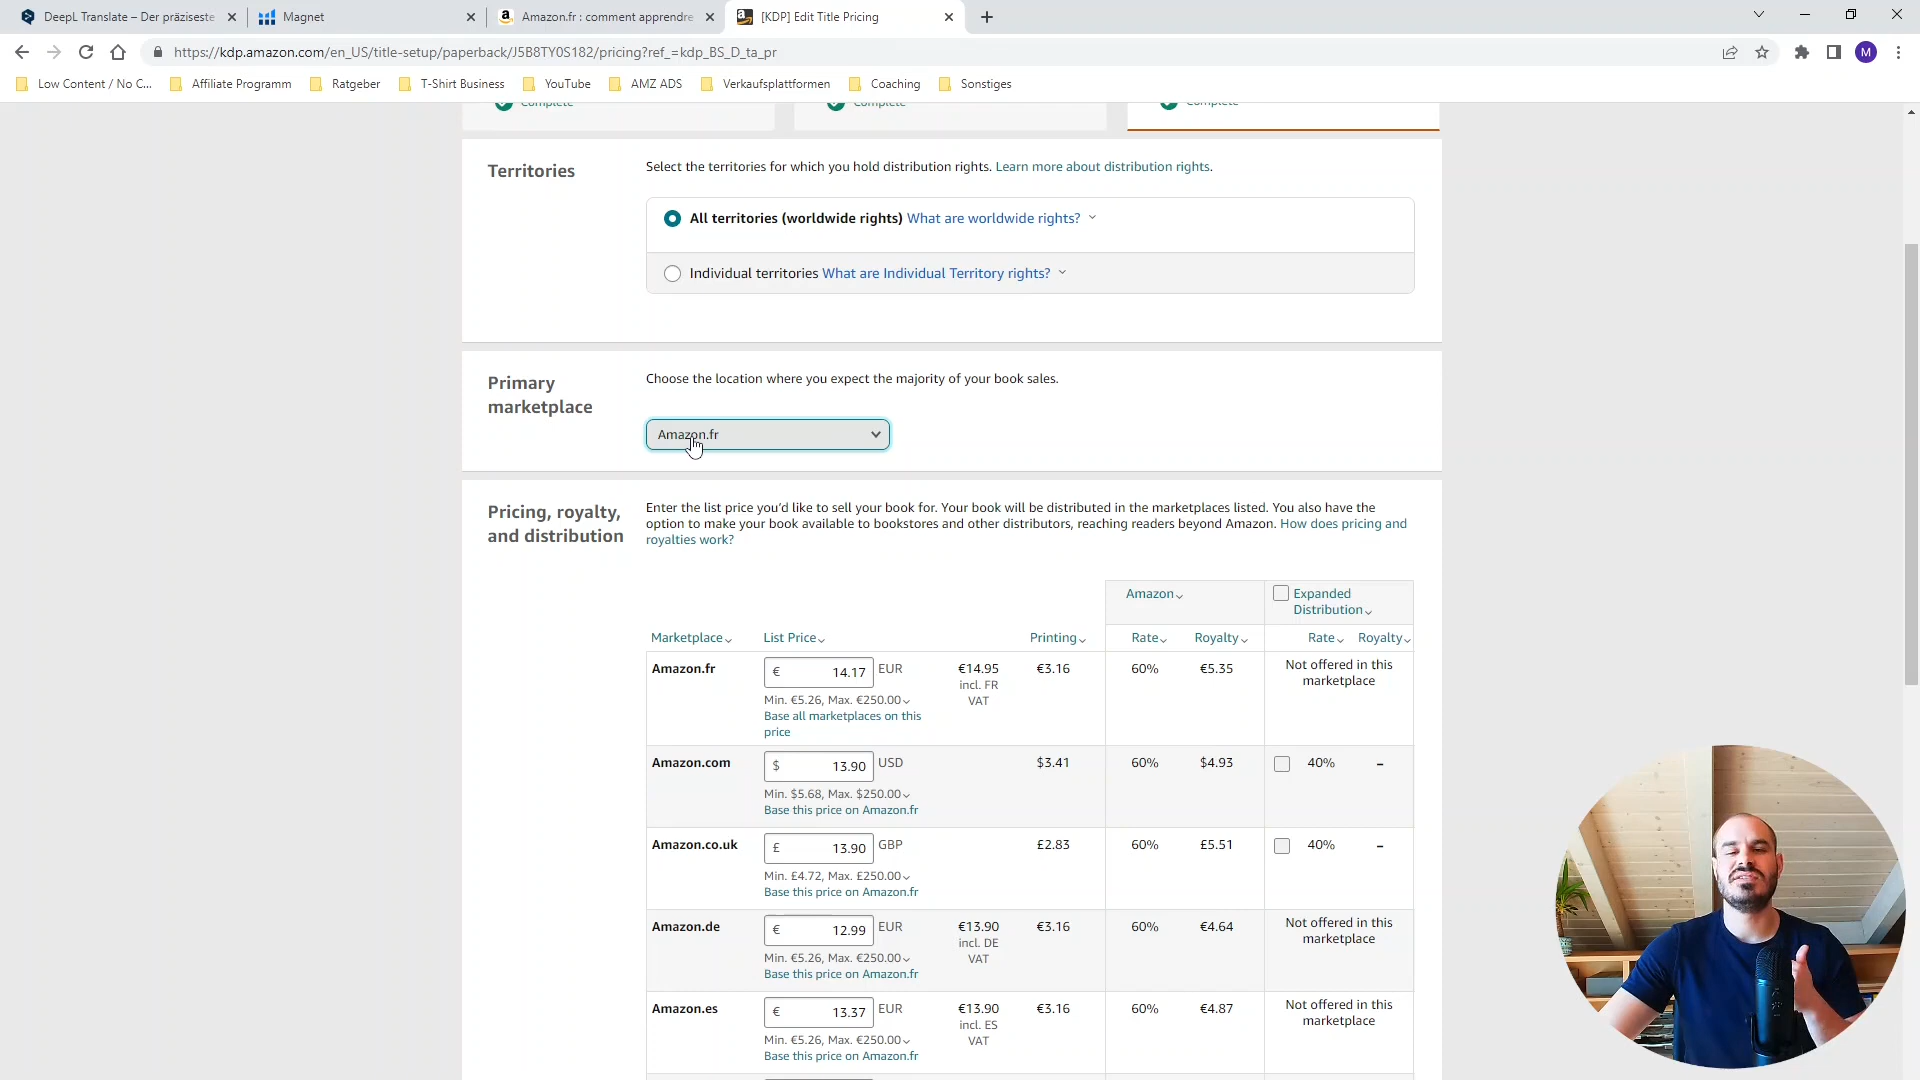 DeepL Translate – Der präziseste
Magnet
Amazon.fr : comment apprendre
[KDP] Edit Title Pricing
https://kdp.amazon.com/en_US/title-setup/paperback/J5B8TY0S182/pricing?ref_=kdp_BS_D_ta_pr
M
Low Content / No C...
Affiliate Programm
Ratgeber
T-Shirt Business
YouTube
AMZ ADS
Verkaufsplattformen
Coaching
Sonstiges
Complete
Complete
Complete
Territories
Select the territories for which you hold distribution rights. Learn more about distribution rights.
All territories (worldwide rights) What are worldwide rights?
Individual territories What are Individual Territory rights?
Primary
marketplace
Choose the location where you expect the majority of your book sales.
Amazon.fr
Pricing, royalty,
and distribution
Enter the list price you'd like to sell your book for. Your book will be distributed in the marketplaces listed. You also have the
option to make your book available to bookstores and other distributors, reaching readers beyond Amazon. How does pricing and
royalties work?
Amazon
Expanded
Distribution
Marketplace
List Price
Printing
Rate
Royalty
Rate
Royalty
Amazon.fr
€ 14.17 EUR
€14.95
incl. FR
VAT
€3.16
60%
€5.35
Not offered in this
marketplace
Min. €5.26, Max. €250.00
Base all marketplaces on this
price
Amazon.com
$ 13.90 USD
$3.41
60%
$4.93
40%
–
Min. $5.68, Max. $250.00
Base this price on Amazon.fr
Amazon.co.uk
£ 13.90 GBP
£2.83
60%
£5.51
40%
–
Min. £4.72, Max. £250.00
Base this price on Amazon.fr
Amazon.de
€ 12.99 EUR
€13.90
incl. DE
VAT
€3.16
60%
€4.64
Not offered in this
marketplace
Min. €5.26, Max. €250.00
Base this price on Amazon.fr
Amazon.es
€ 13.37 EUR
€13.90
incl. ES
VAT
€3.16
60%
€4.87
Not offered in this
marketplace
Min. €5.26, Max. €250.00
Base this price on Amazon.fr